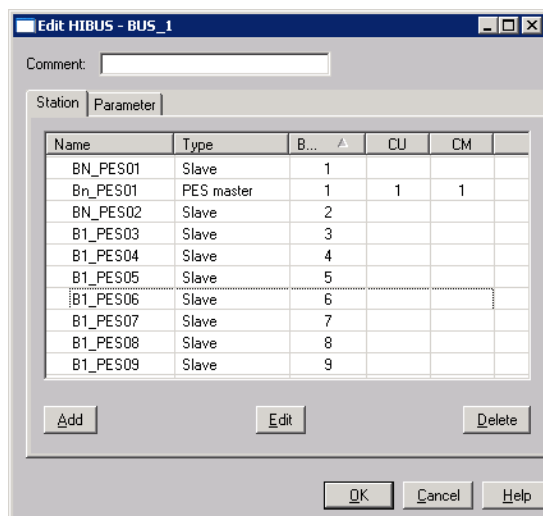 Edit HIBUS - BUS_1
Comment:
Station Parameter
Name Type B... CU CM
BN_PES01 Slave 1
Bn_PES01 PES master 1 1 1
BN_PES02 Slave 2
B1_PES03 Slave 3
B1_PES04 Slave 4
B1_PES05 Slave 5
B1_PES06 Slave 6
B1_PES07 Slave 7
B1_PES08 Slave 8
B1_PES09 Slave 9
Add Edit Delete
OK Cancel Help